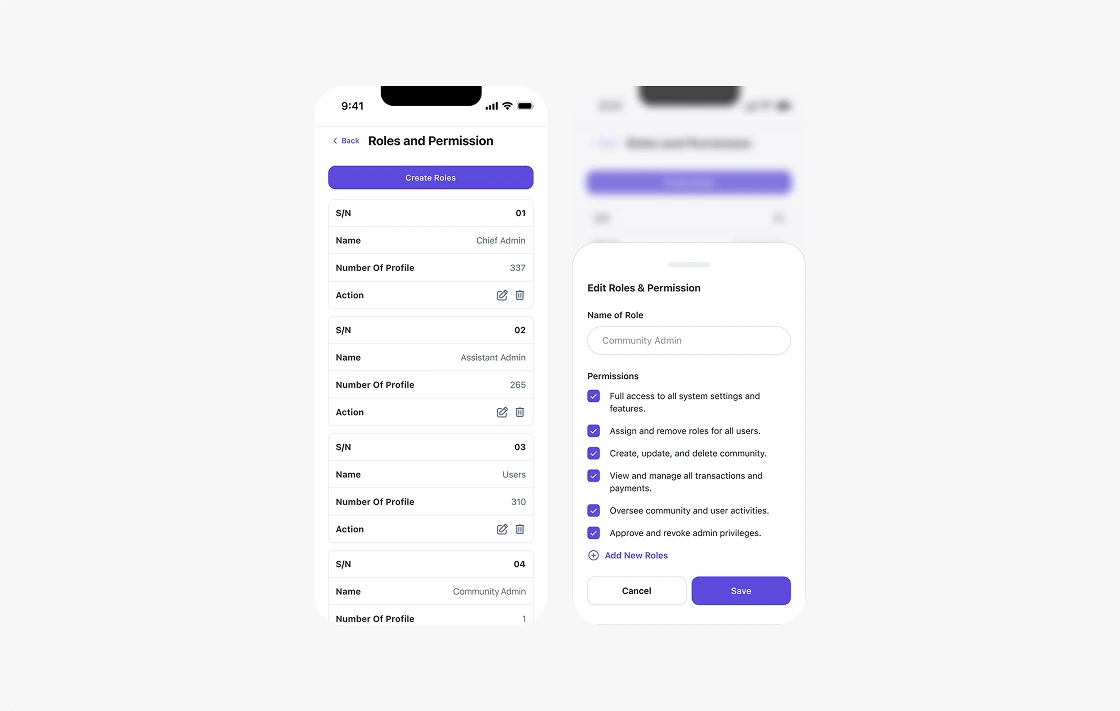 9:41
Back Roles and Permission
Create Roles
S/N 01
Name Chief Admin
Number Of Profile 337
Action
S/N 02
Name Assistant Admin
Number Of Profile 265
Action
S/N 03
Name Users
Number Of Profile 310
Action
S/N 04
Name Community Admin
Number Of Profile 1
Edit Roles & Permission
Name of Role
Community Admin
Permissions
Full access to all system settings and
features.
Assign and remove roles for all users.
Create, update, and delete community.
View and manage all transactions and
payments.
Oversee community and user activities.
Approve and revoke admin privileges.
Add New Roles
Cancel Save